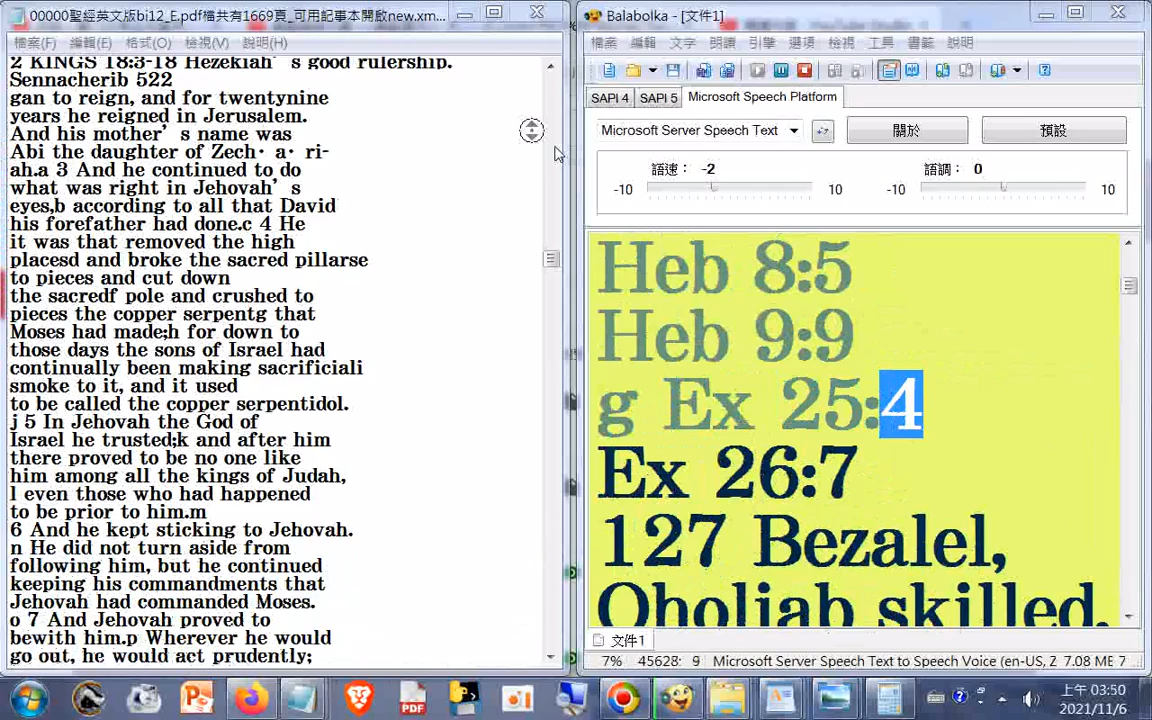 00000聖經英文版bi12_E.pdf檔共有1669頁_可用記事本開啟new.xm...
檔案(F) 編輯(E) 格式(O) 檢視(V) 說明(H)
2 KINGS 18:3-18 Hezekiah's good rulership.
Sennacherib 522
gan to reign, and for twentynine
years he reigned in Jerusalem.
And his mother's name was
Abi the daughter of Zech·a·ri-
ah.a 3 And he continued to do
what was right in Jehovah's
eyes,b according to all that David
his forefather had done.c 4 He
it was that removed the high
placesd and broke the sacred pillarse
to pieces and cut down
the sacredf pole and crushed to
pieces the copper serpentg that
Moses had made;h for down to
those days the sons of Israel had
continually been making sacrificiali
smoke to it, and it used
to be called the copper serpentidol.
j 5 In Jehovah the God of
Israel he trusted;k and after him
there proved to be no one like
him among all the kings of Judah,
l even those who had happened
to be prior to him.m
6 And he kept sticking to Jehovah.
n He did not turn aside from
following him, but he continued
keeping his commandments that
Jehovah had commanded Moses.
o 7 And Jehovah proved to
bewith him.p Wherever he would
go out, he would act prudently;
Balabolka - [文件1]
檔案 編輯 文字 朗讀 引擎 選項 檢視 工具 書籤 說明
SAPI 4 SAPI 5 Microsoft Speech Platform
Microsoft Server Speech Text 關於 預設
語速： -2 語調： 0
-10 10 -10 10
Heb 8:5
Heb 9:9
g Ex 25:4
Ex 26:7
127 Bezalel,
Oholiab skilled.
文件1
7% 45628: 9 Microsoft Server Speech Text to Speech Voice (en-US, Z 7.08 MB 7
PDF
上午 03:50
2021/11/6